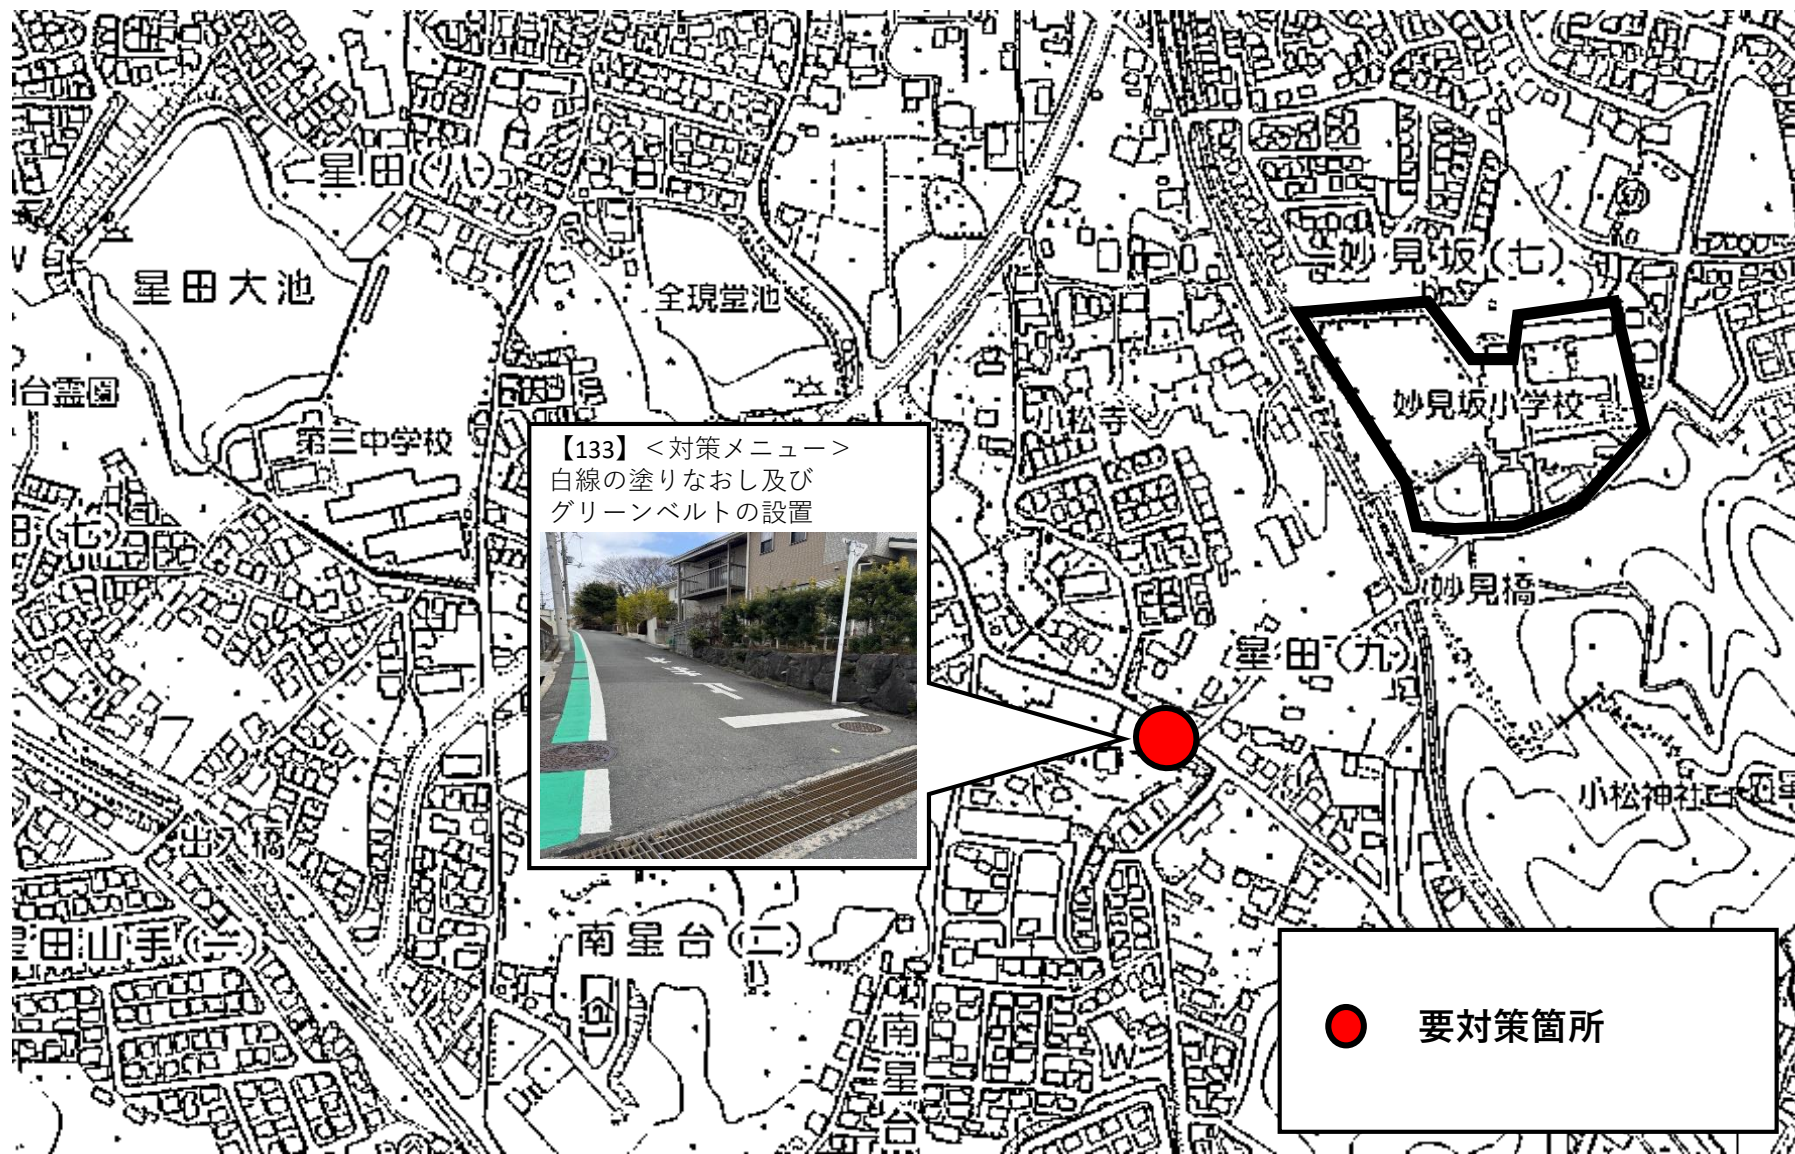 星田(八)
妙見坂(七)
星田大池
全現堂池
台霊園
妙見坂小学校
小松寺
第三中学校
【133】＜対策メニュー＞
白線の塗りなおし及び
グリーンベルトの設置
田(七)
妙見橋
星田(九)
小松神社
出入橋
星田山手(一)
南星台(二)
南星台
W
要対策箇所